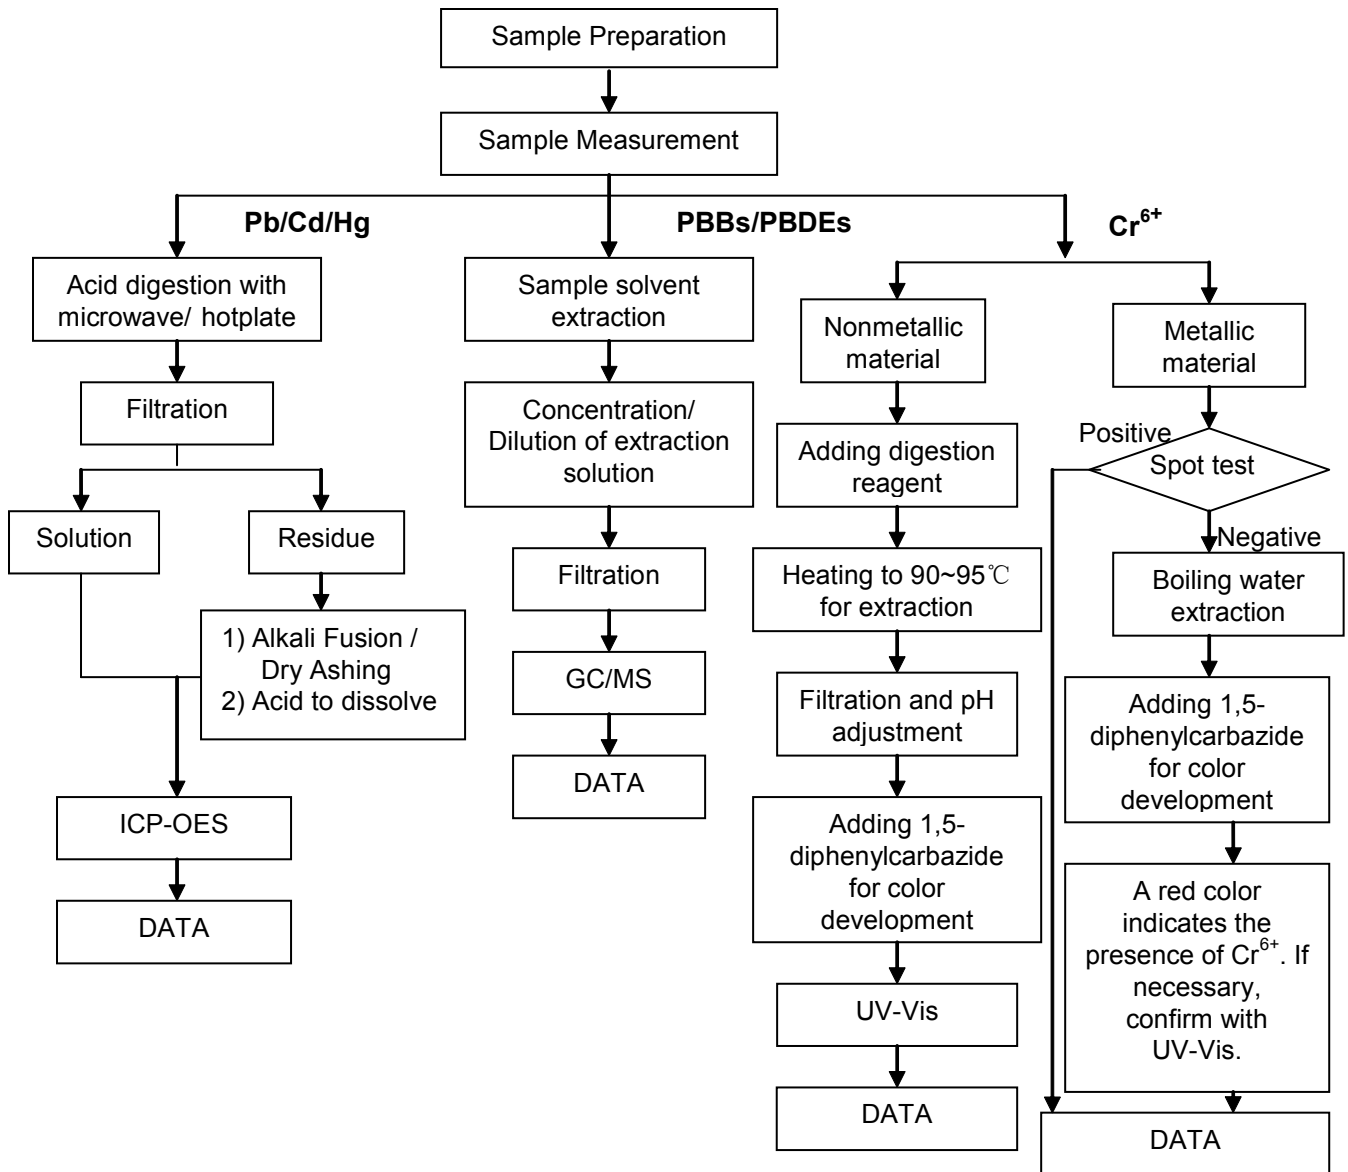 Sample Preparation
Sample Measurement
Pb/Cd/Hg
PBBs/PBDEs
Cr⁶⁺
Acid digestion with
microwave/ hotplate
Filtration
Solution
Residue
1) Alkali Fusion /
Dry Ashing
2) Acid to dissolve
ICP-OES
DATA
Sample solvent
extraction
Concentration/
Dilution of extraction
solution
Filtration
GC/MS
DATA
Nonmetallic
material
Adding digestion
reagent
Heating to 90~95℃
for extraction
Filtration and pH
adjustment
Adding 1,5-
diphenylcarbazide
for color
development
UV-Vis
DATA
Metallic
material
Positive
Spot test
Negative
Boiling water
extraction
Adding 1,5-
diphenylcarbazide
for color
development
A red color
indicates the
presence of Cr⁶⁺. If
necessary,
confirm with
UV-Vis.
DATA